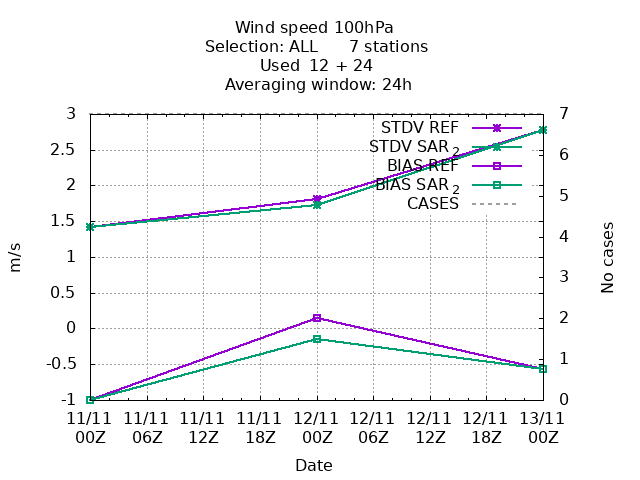 Wind speed 100hPa
Selection: ALL 7 stations
Used 12 + 24
Averaging window: 24h
3
2.5
2
1.5
1
0.5
0
-0.5
-1
m/s
7
6
5
4
3
2
1
0
No cases
STDV REF
STDV SAR 2
BIAS REF
BIAS SAR 2
CASES
11/11 11/11 11/11 11/11 12/11 12/11 12/11 12/11 13/11
00Z 06Z 12Z 18Z 00Z 06Z 12Z 18Z 00Z
Date